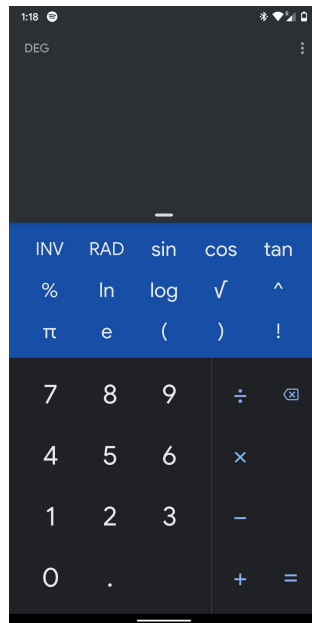 1:18
DEG
INV RAD sin cos tan
% ln log √ ^
π e ( ) !
7 8 9 ÷
4 5 6 ×
1 2 3 −
0 . + =